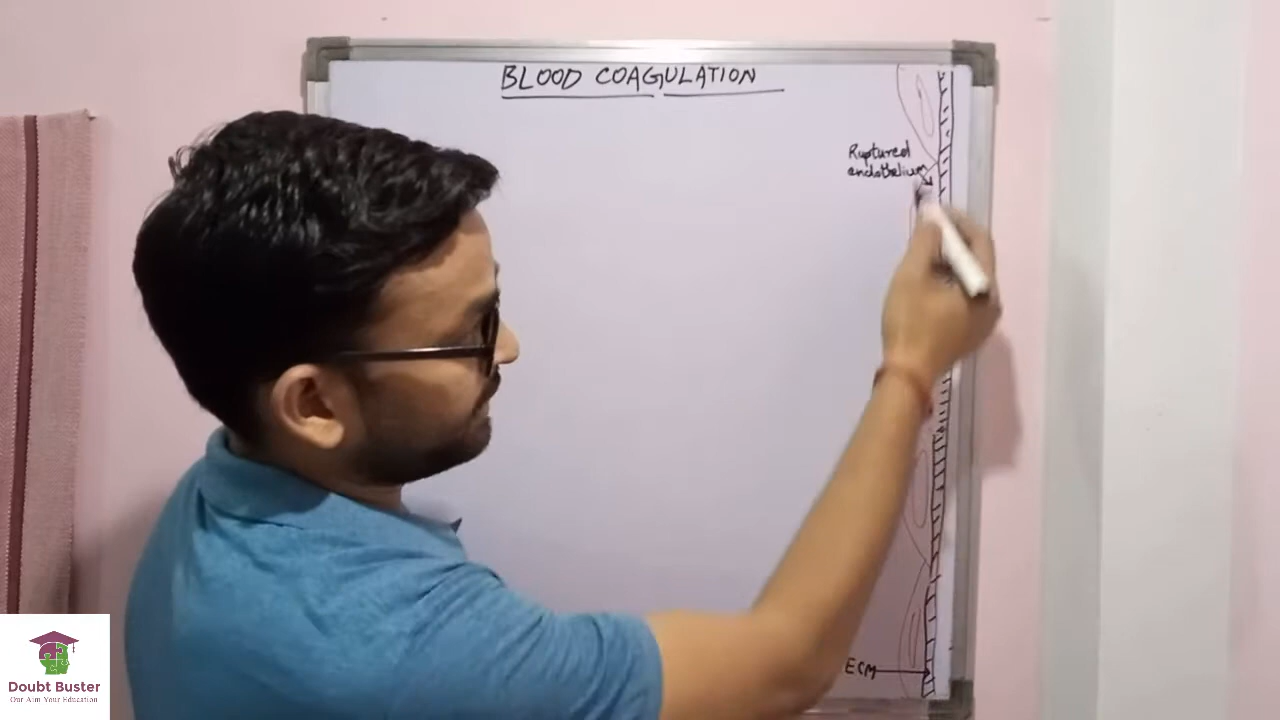 BLOOD COAGULATION
Ruptured
endothelium
ECM
Doubt Buster
Our Aim Your Education